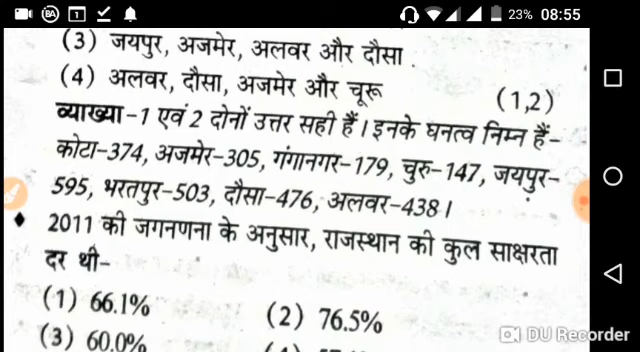 23% 08:55
(3) जयपुर, अजमेर, अलवर और दौसा
(4) अलवर, दौसा, अजमेर और चूरू (1,2)
व्याख्या-1 एवं 2 दोनों उत्तर सही हैं। इनके घनत्व निम्न हैं-
कोटा-374, अजमेर-305, गंगानगर-179, चुरु-147, जयपुर-
595, भरतपुर-503, दौसा-476, अलवर-438।
♦ 2011 की जगनणना के अनुसार, राजस्थान की कुल साक्षरता
दर थी-
(1) 66.1% (2) 76.5%
(3) 60.0%
DU Recorder